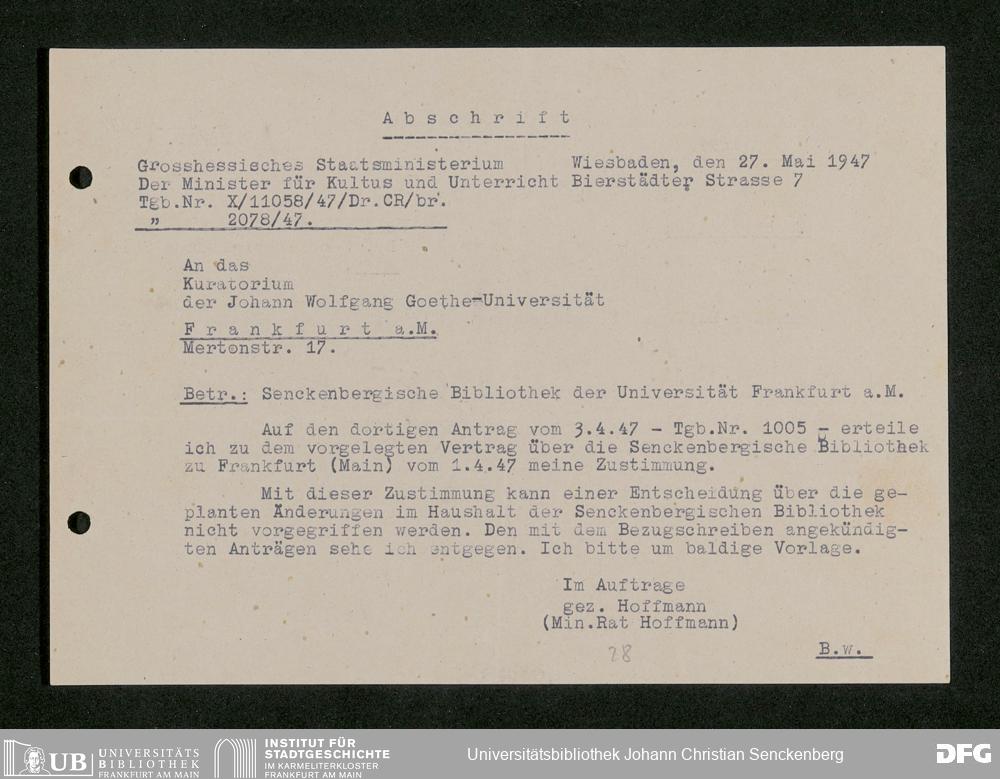 Abschrift
Grosshessisches Staatsministerium Wiesbaden, den 27. Mai 1947
Der Minister für Kultus und Unterricht Bierstädter Strasse 7
Tgb.Nr. X/11058/47/Dr.CR/br.
" 2078/47.
An das
Kuratorium
der Johann Wolfgang Goethe-Universität
Frankfurt a.M.
Mertonstr. 17.
Betr.: Senckenbergische Bibliothek der Universität Frankfurt a.M.
Auf den dortigen Antrag vom 3.4.47 - Tgb.Nr. 1005 - erteile
ich zu dem vorgelegten Vertrag über die Senckenbergische Bibliothek
zu Frankfurt (Main) vom 1.4.47 meine Zustimmung.
Mit dieser Zustimmung kann einer Entscheidung über die ge-
planten Änderungen im Haushalt der Senckenbergischen Bibliothek
nicht vorgegriffen werden. Den mit dem Bezugschreiben angekündig-
ten Anträgen sehe ich entgegen. Ich bitte um baldige Vorlage.
Im Auftrage
gez. Hoffmann
(Min.Rat Hoffmann)
28
B.w.
UB UNIVERSITÄTS
BIBLIOTHEK
FRANKFURT AM MAIN
INSTITUT FÜR
STADTGESCHICHTE
IM KARMELITERKLOSTER
FRANKFURT AM MAIN
Universitätsbibliothek Johann Christian Senckenberg
DFG